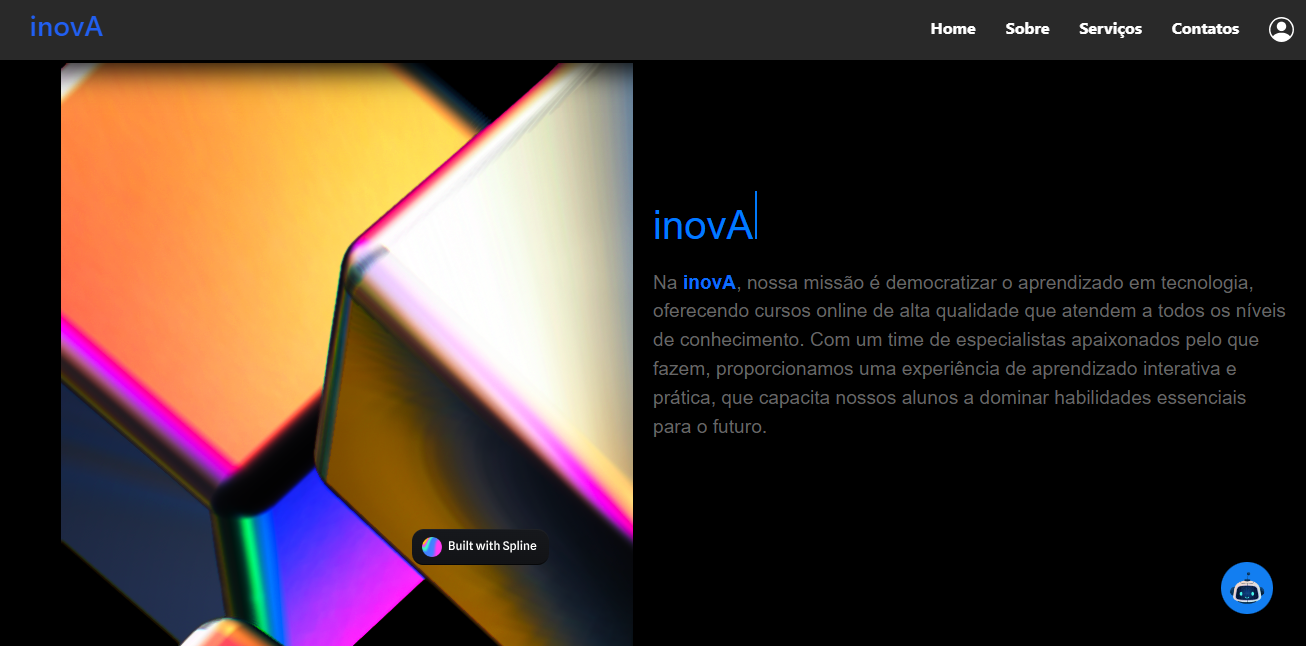 inovA
Home Sobre Serviços Contatos
inovA
Na inovA, nossa missão é democratizar o aprendizado em tecnologia,
oferecendo cursos online de alta qualidade que atendem a todos os níveis
de conhecimento. Com um time de especialistas apaixonados pelo que
fazem, proporcionamos uma experiência de aprendizado interativa e
prática, que capacita nossos alunos a dominar habilidades essenciais
para o futuro.
Built with Spline